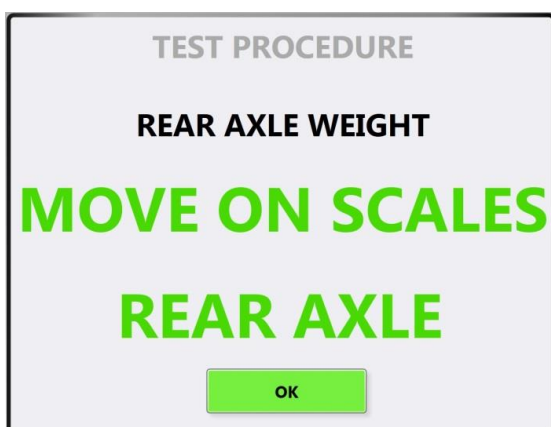 TEST PROCEDURE
REAR AXLE WEIGHT
MOVE ON SCALES
REAR AXLE
OK